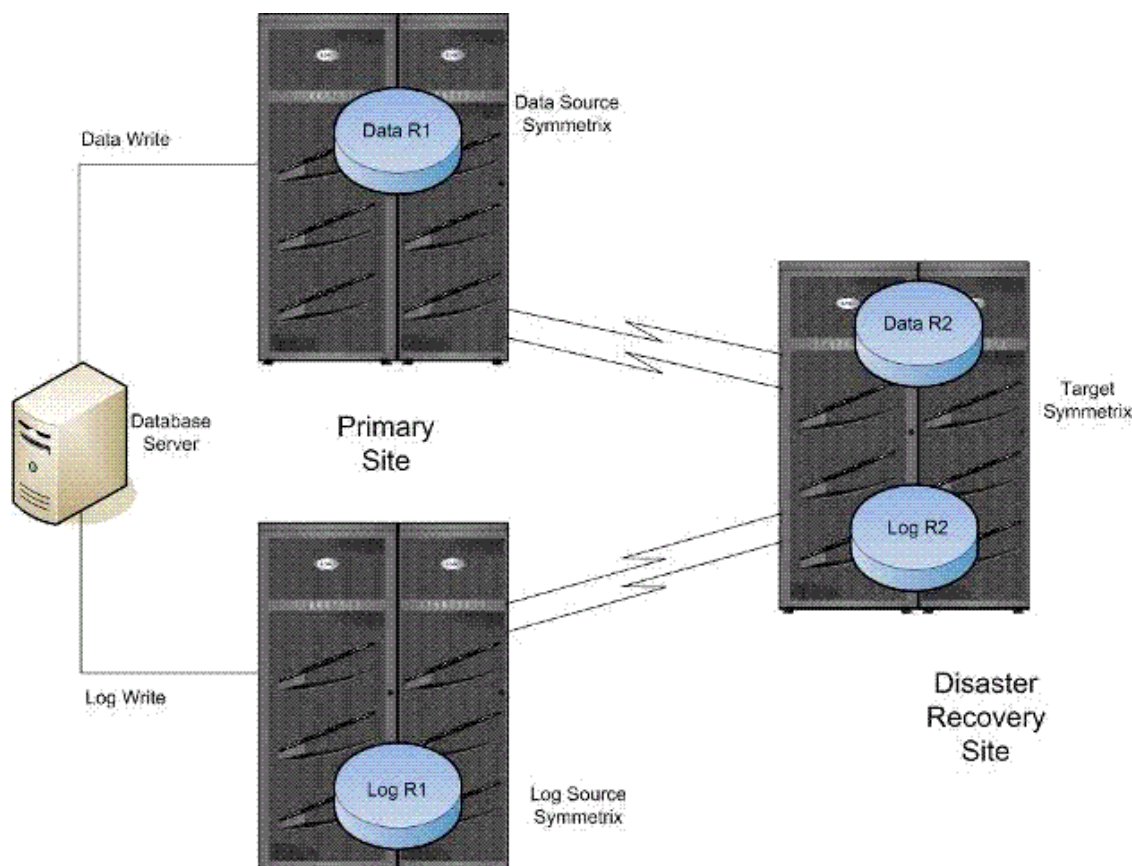 Data R1
Data Source
Symmetrix
Data Write
Data R2
Target
Symmetrix
Database
Server
Primary
Site
Log R2
Log Write
Disaster
Recovery
Site
Log R1
Log Source
Symmetrix